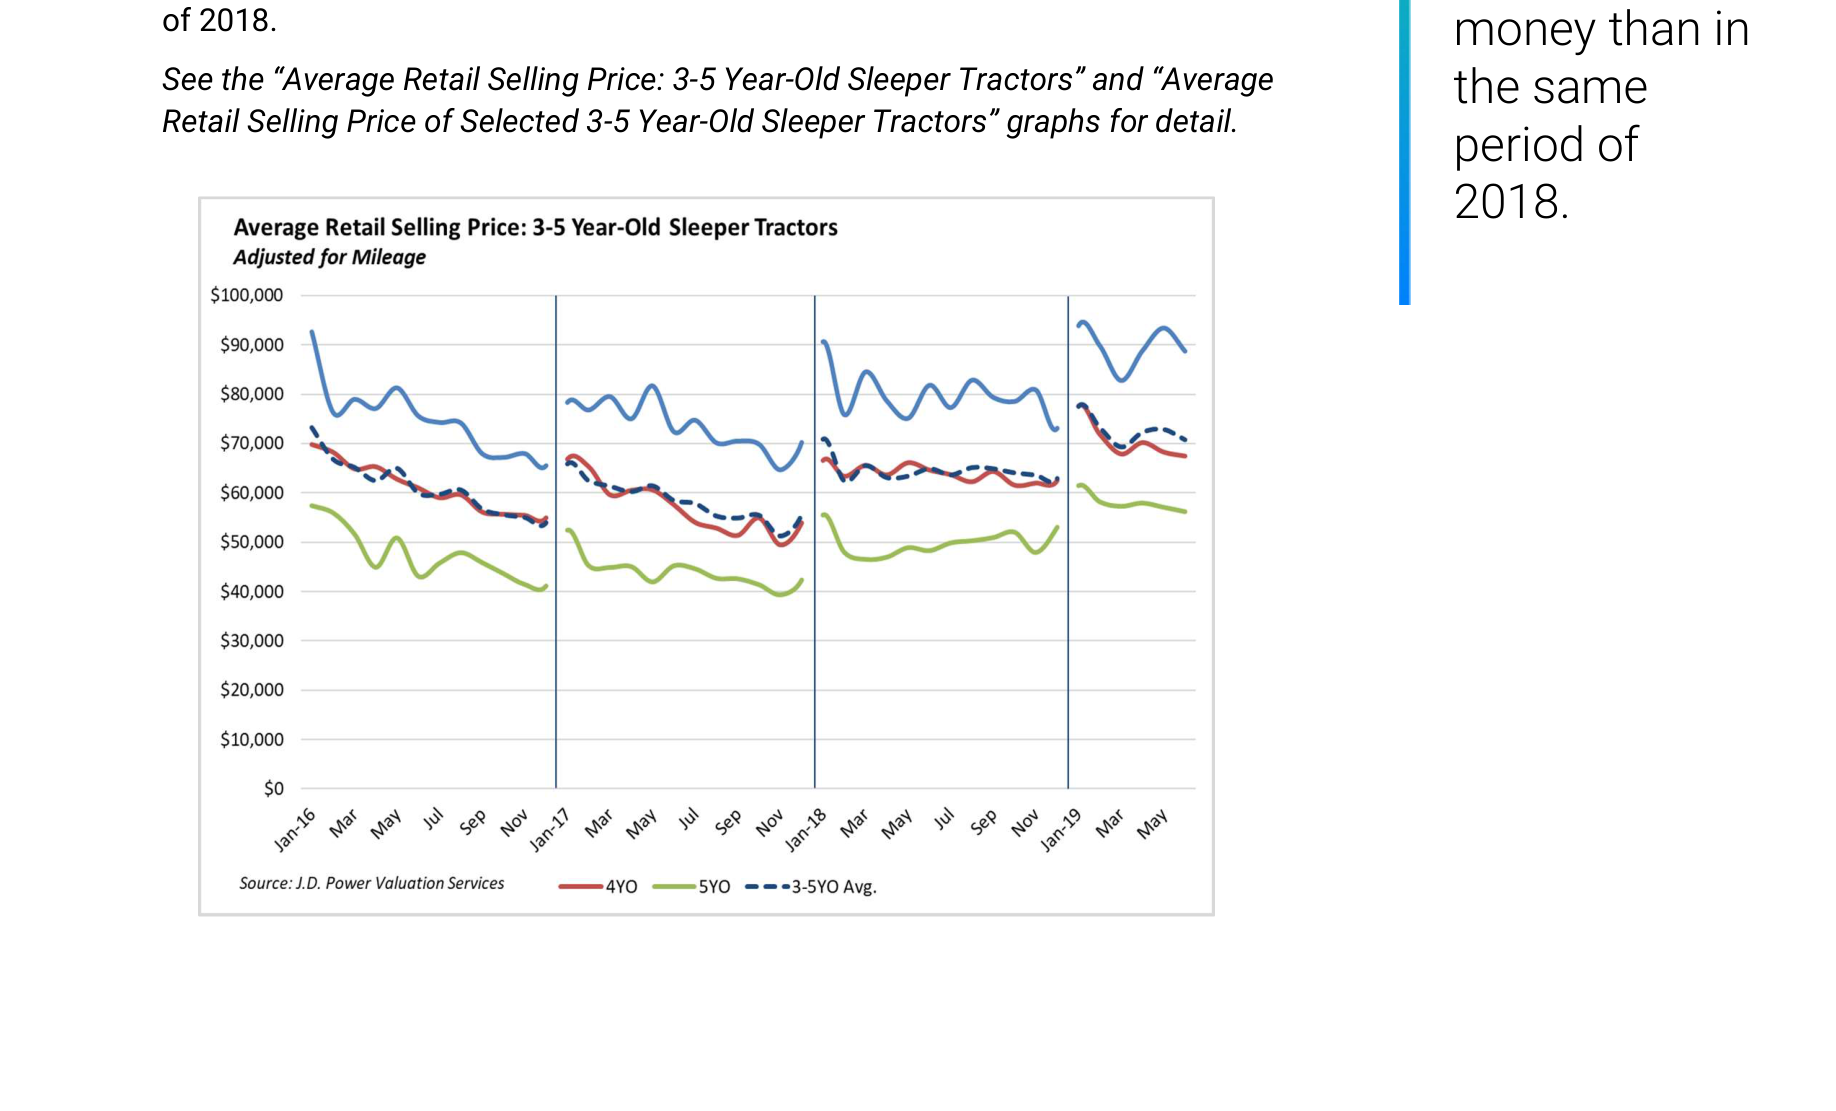 of 2018.
See the “Average Retail Selling Price: 3-5 Year-Old Sleeper Tractors” and “Average
Retail Selling Price of Selected 3-5 Year-Old Sleeper Tractors” graphs for detail.
money than in
the same
period of
2018.
Average Retail Selling Price: 3-5 Year-Old Sleeper Tractors
Adjusted for Mileage
$100,000
$90,000
$80,000
$70,000
$60,000
$50,000
$40,000
$30,000
$20,000
$10,000
$0
Jan-16 Mar May Jul Sep Nov Jan-17 Mar May Jul Sep Nov Jan-18 Mar May Jul Sep Nov Jan-19 Mar May
Source: J.D. Power Valuation Services 4YO 5YO 3-5YO Avg.